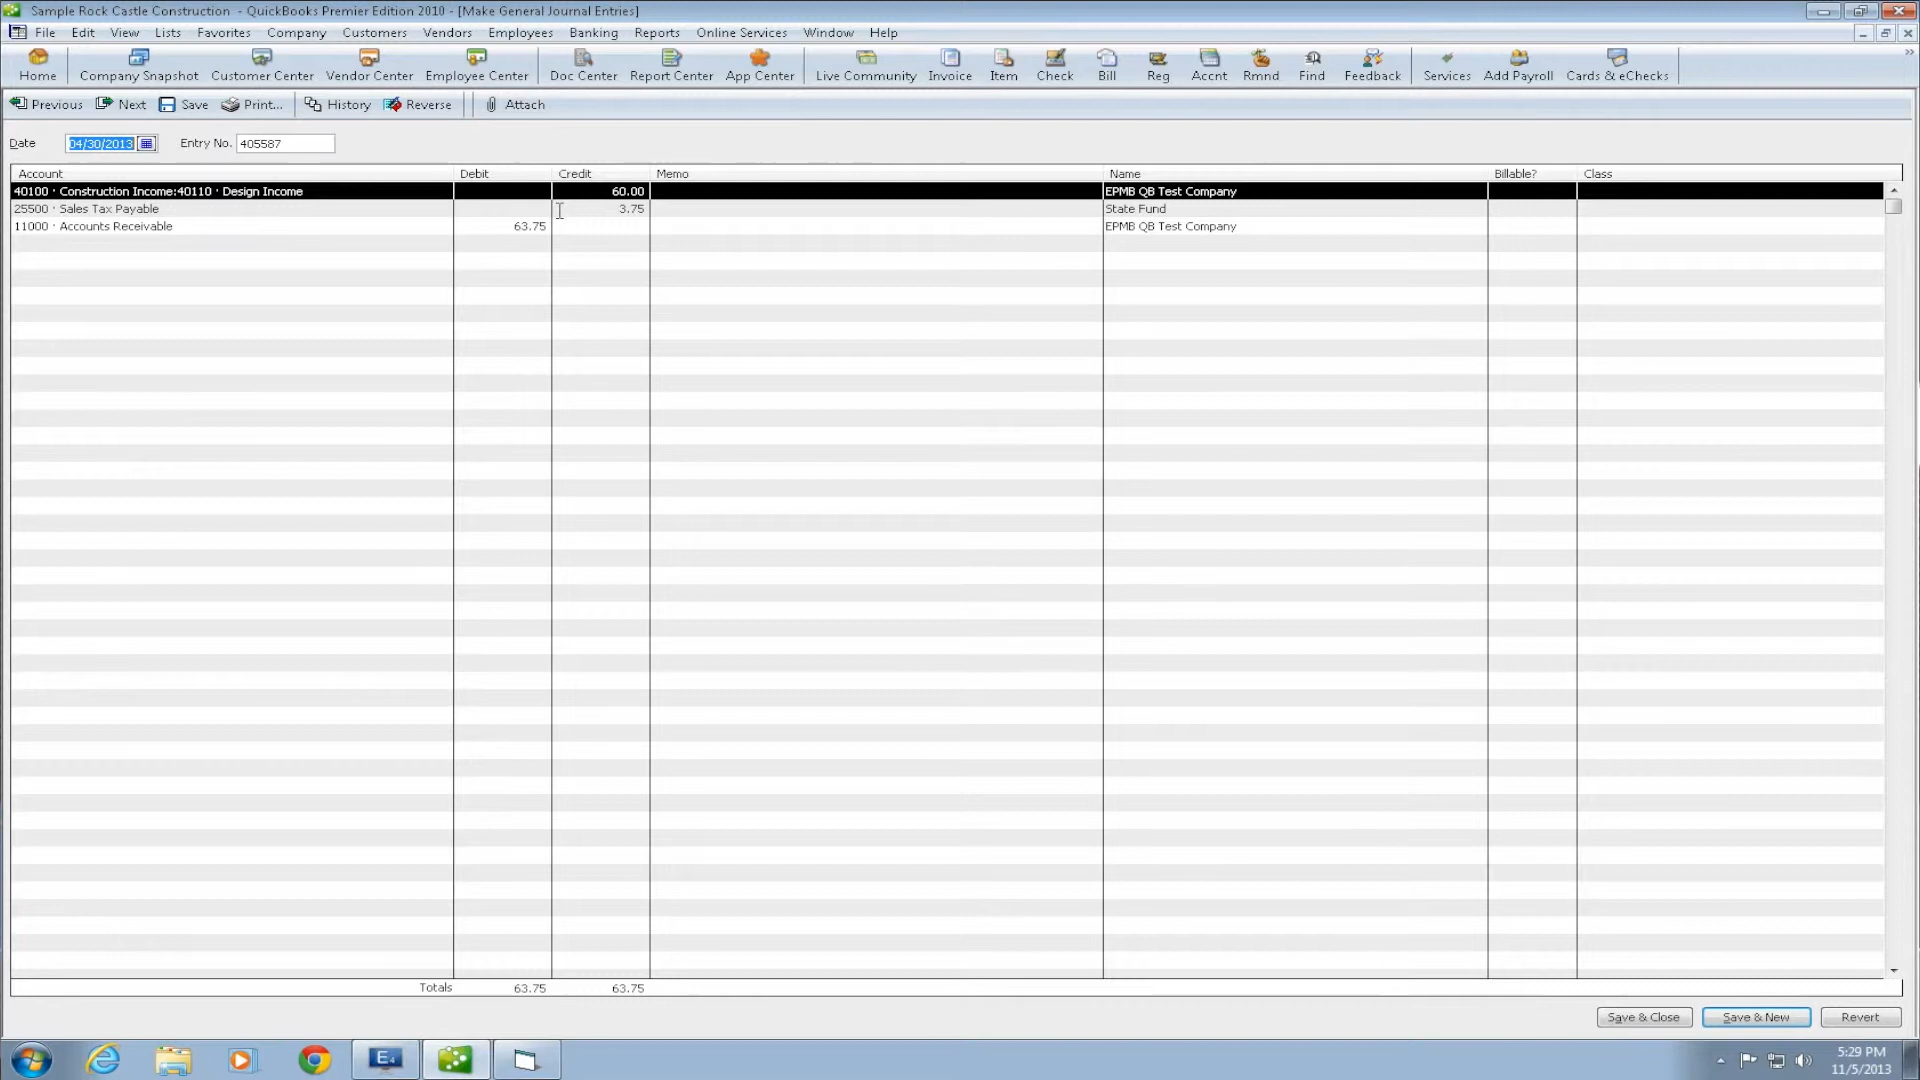 Sample Rock Castle Construction - QuickBooks Premier Edition 2010 - [Make General Journal Entries]
File Edit View Lists Favorites Company Customers Vendors Employees Banking Reports Online Services Window Help
Home Company Snapshot Customer Center Vendor Center Employee Center Doc Center Report Center App Center Live Community Invoice Item Check Bill Reg Accnt Rmnd Find Feedback Services Add Payroll Cards & eChecks
Previous Next Save Print... History Reverse Attach
Date 04/30/2013 Entry No. 405587
Account Debit Credit Memo Name Billable? Class
40100 · Construction Income:40110 · Design Income 60.00 EPMB QB Test Company
25500 · Sales Tax Payable 3.75 State Fund
11000 · Accounts Receivable 63.75 EPMB QB Test Company
Totals 63.75 63.75
Save & Close Save & New Revert
5:29 PM
11/5/2013